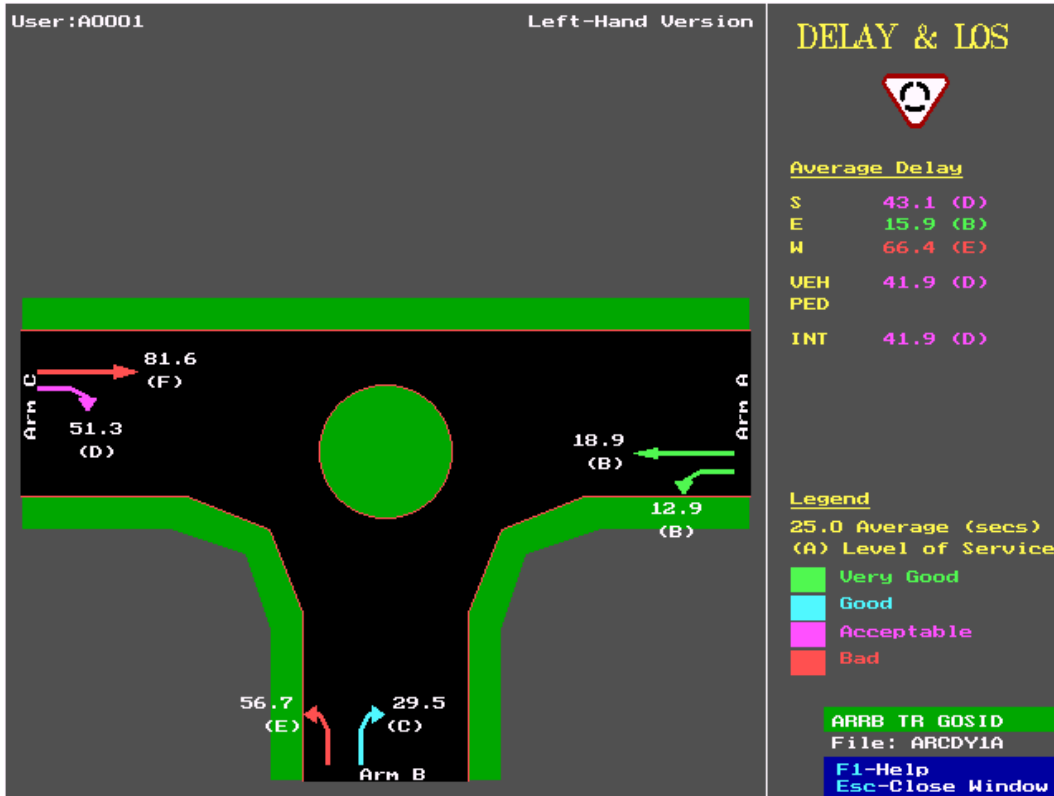 User:A0001
Left-Hand Version
DELAY & LOS
Average Delay
S 43.1 (D)
E 15.9 (B)
W 66.4 (E)
VEH 41.9 (D)
PED
INT 41.9 (D)
Arm C
81.6
(F)
51.3
(D)
Arm A
18.9
(B)
12.9
(B)
56.7
(E)
29.5
(C)
Arm B
Legend
25.0 Average (secs)
(A) Level of Service
Very Good
Good
Acceptable
Bad
ARRB TR GOSID
File: ARCDY1A
F1-Help
Esc-Close Window